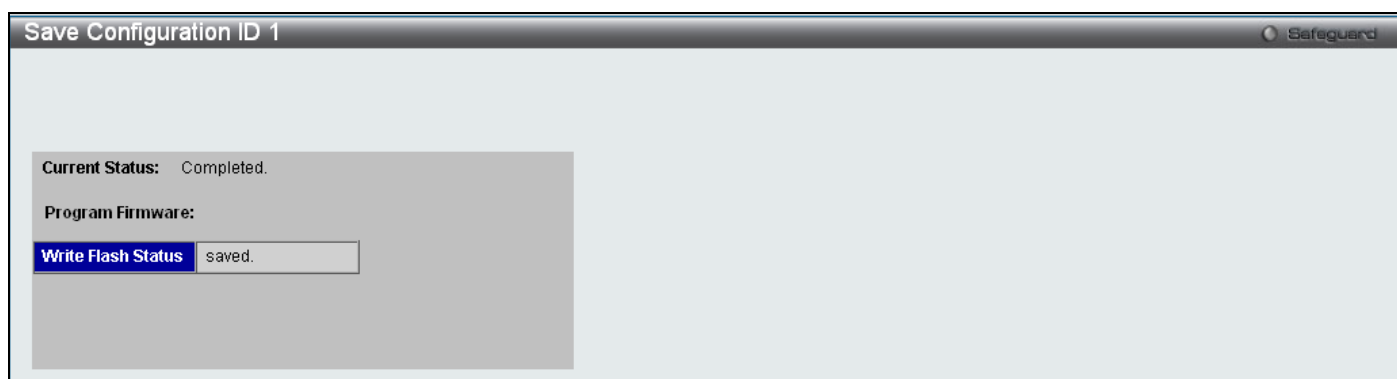 Save Configuration ID 1
Safeguard
Current Status: Completed.
Program Firmware:
Write Flash Status saved.